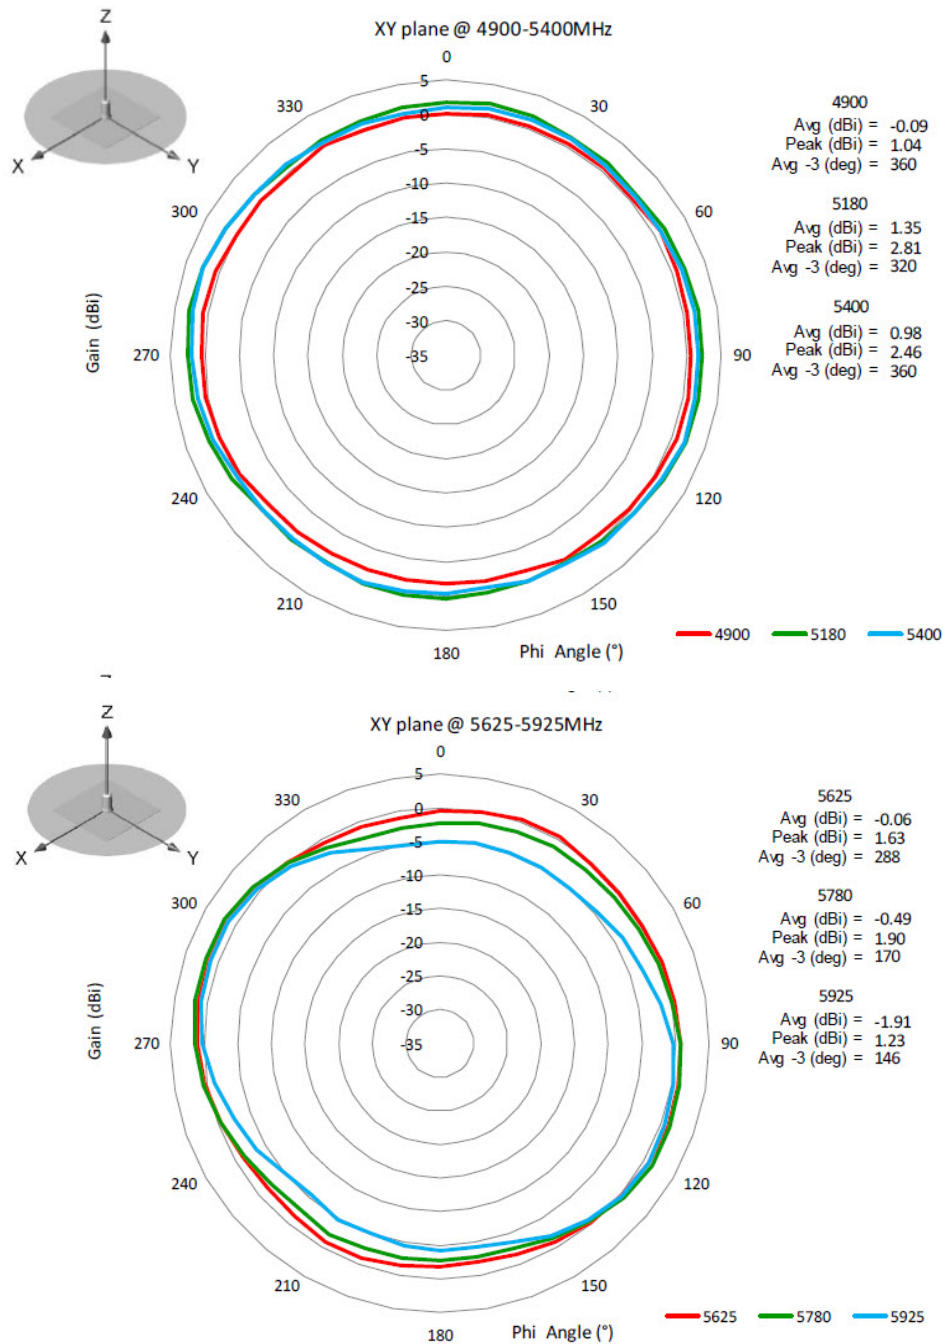 XY plane @ 4900-5400MHz
Z
X
Y
0
30
60
90
120
150
180
210
240
270
300
330
5
0
-5
-10
-15
-20
-25
-30
-35
Gain (dBi)
Phi Angle (°)
4900
Avg (dBi) = -0.09
Peak (dBi) = 1.04
Avg -3 (deg) = 360
5180
Avg (dBi) = 1.35
Peak (dBi) = 2.81
Avg -3 (deg) = 320
5400
Avg (dBi) = 0.98
Peak (dBi) = 2.46
Avg -3 (deg) = 360
4900 5180 5400
XY plane @ 5625-5925MHz
Z
X
Y
0
30
60
90
120
150
180
210
240
270
300
330
5
0
-5
-10
-15
-20
-25
-30
-35
Gain (dBi)
Phi Angle (°)
5625
Avg (dBi) = -0.06
Peak (dBi) = 1.63
Avg -3 (deg) = 288
5780
Avg (dBi) = -0.49
Peak (dBi) = 1.90
Avg -3 (deg) = 170
5925
Avg (dBi) = -1.91
Peak (dBi) = 1.23
Avg -3 (deg) = 146
5625 5780 5925